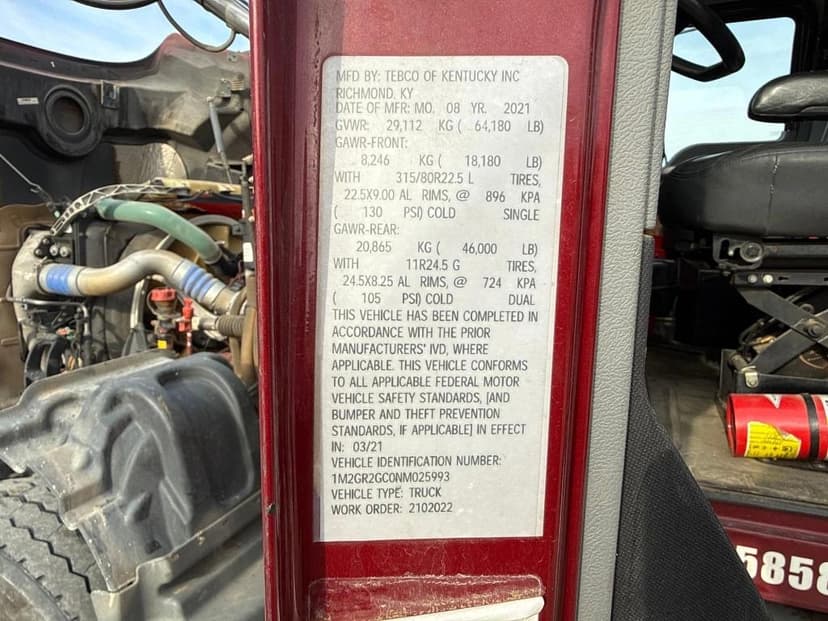 MFD BY: TEBCO OF KENTUCKY INC
RICHMOND, KY
DATE OF MFR: MO. 08 YR. 2021
GVWR: 29,112 KG ( 64,180 LB)
GAWR-FRONT:
8,246 KG ( 18,180 LB)
WITH 315/80R22.5 L TIRES,
22.5X9.00 AL RIMS, @ 896 KPA
( 130 PSI) COLD SINGLE
GAWR-REAR:
20,865 KG ( 46,000 LB)
WITH 11R24.5 G TIRES,
24.5X8.25 AL RIMS, @ 724 KPA
( 105 PSI) COLD DUAL
THIS VEHICLE HAS BEEN COMPLETED IN
ACCORDANCE WITH THE PRIOR
MANUFACTURERS' IVD, WHERE
APPLICABLE. THIS VEHICLE CONFORMS
TO ALL APPLICABLE FEDERAL MOTOR
VEHICLE SAFETY STANDARDS, [AND
BUMPER AND THEFT PREVENTION
STANDARDS, IF APPLICABLE] IN EFFECT
IN: 03/21
VEHICLE IDENTIFICATION NUMBER:
1M2GR2GC0NM025993
VEHICLE TYPE: TRUCK
WORK ORDER: 2102022
5858